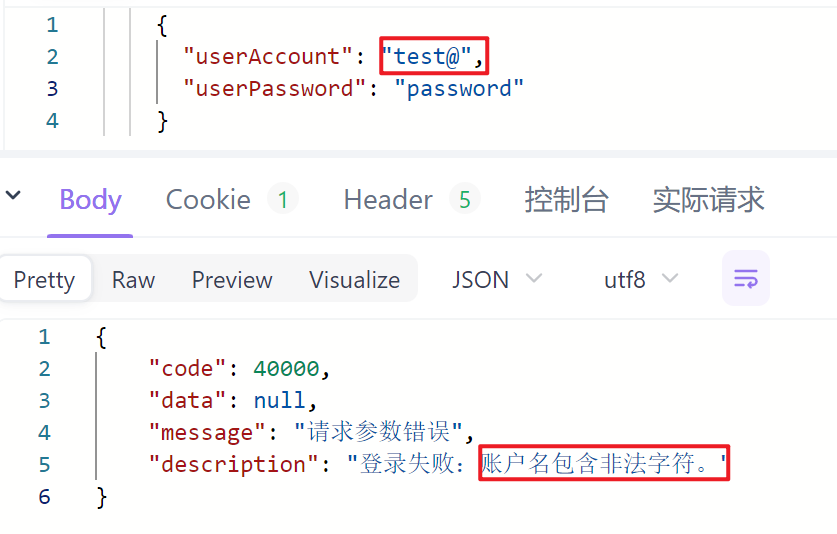 1 {
2 "userAccount": "test@",
3 "userPassword": "password"
4 }
Body Cookie 1 Header 5 控制台 实际请求
Pretty Raw Preview Visualize JSON utf8
1 {
2 "code": 40000,
3 "data": null,
4 "message": "请求参数错误",
5 "description": "登录失败：账户名包含非法字符。"
6 }